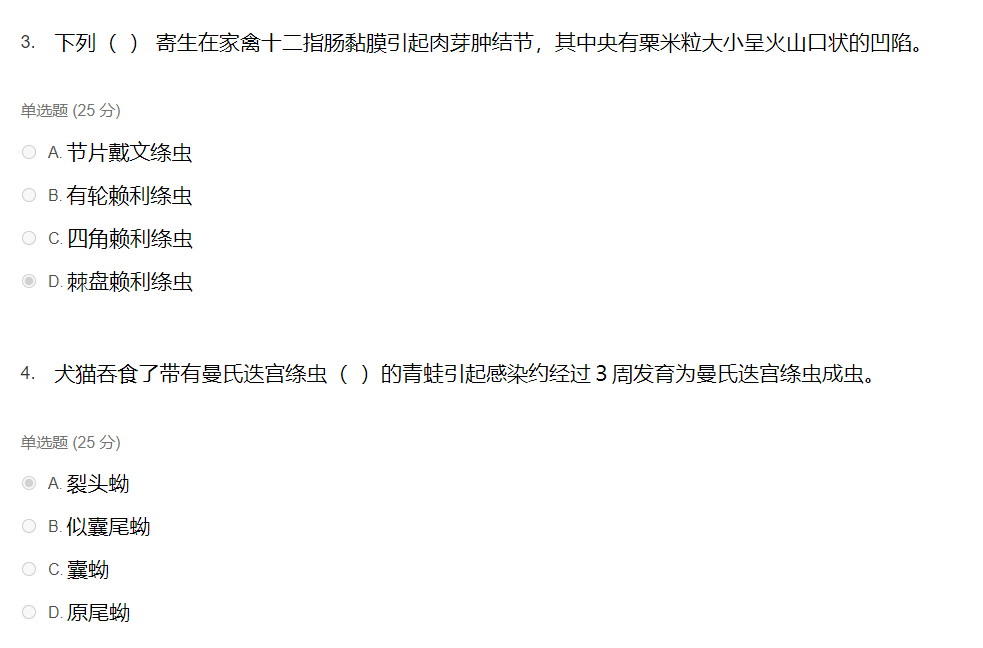 3. 下列（ ） 寄生在家禽十二指肠黏膜引起肉芽肿结节，其中央有粟米粒大小呈火山口状的凹陷。
单选题 (25 分)
A. 节片戴文绦虫
B. 有轮赖利绦虫
C. 四角赖利绦虫
D. 棘盘赖利绦虫
4. 犬猫吞食了带有曼氏迭宫绦虫（ ）的青蛙引起感染约经过 3 周发育为曼氏迭宫绦虫成虫。
单选题 (25 分)
A. 裂头蚴
B. 似囊尾蚴
C. 囊蚴
D. 原尾蚴